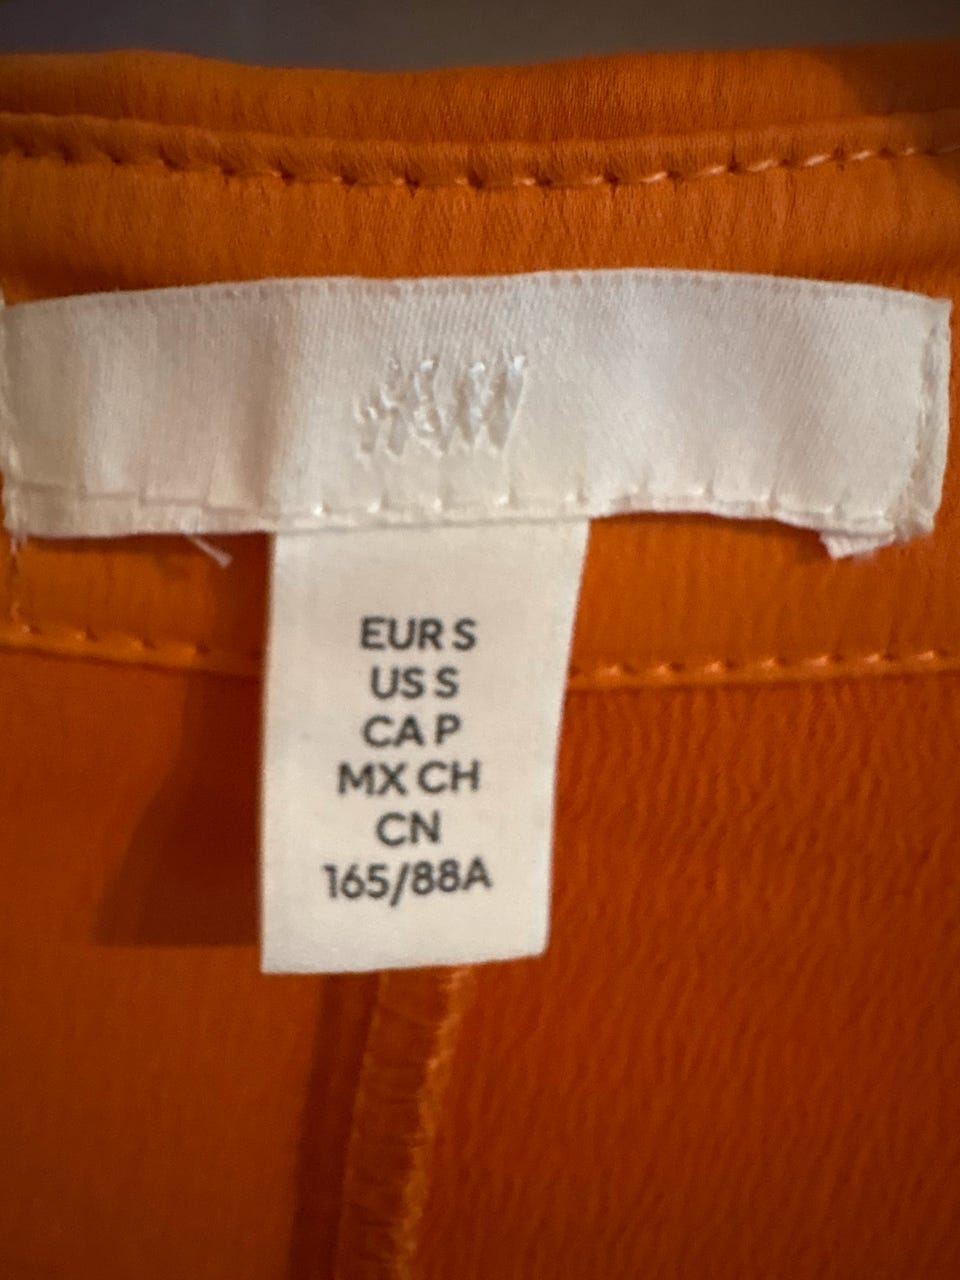 H&M
EUR S
US S
CA P
MX CH
CN
165/88A